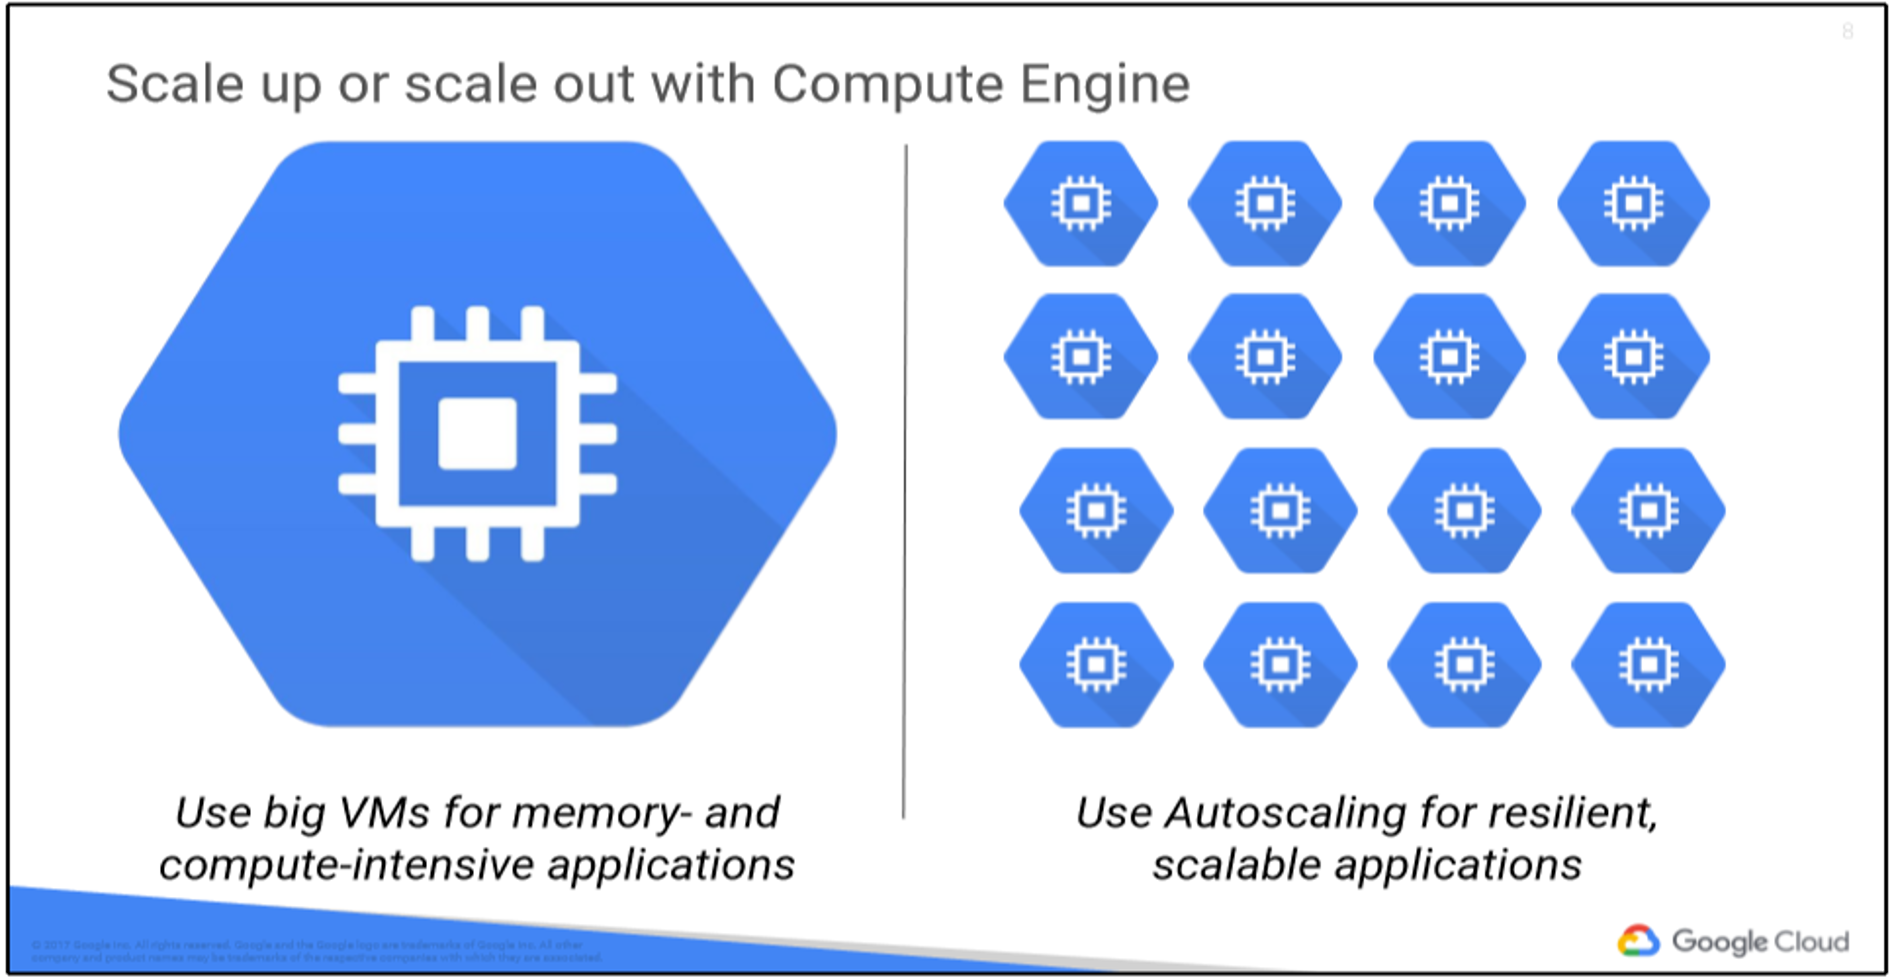 8
Scale up or scale out with Compute Engine
Use big VMs for memory- and
compute-intensive applications
Use Autoscaling for resilient,
scalable applications
© 2017 Google Inc. All rights reserved. Google and the Google logo are trademarks of Google Inc. All other
company and product names may be trademarks of the respective companies with which they are associated.
Google Cloud